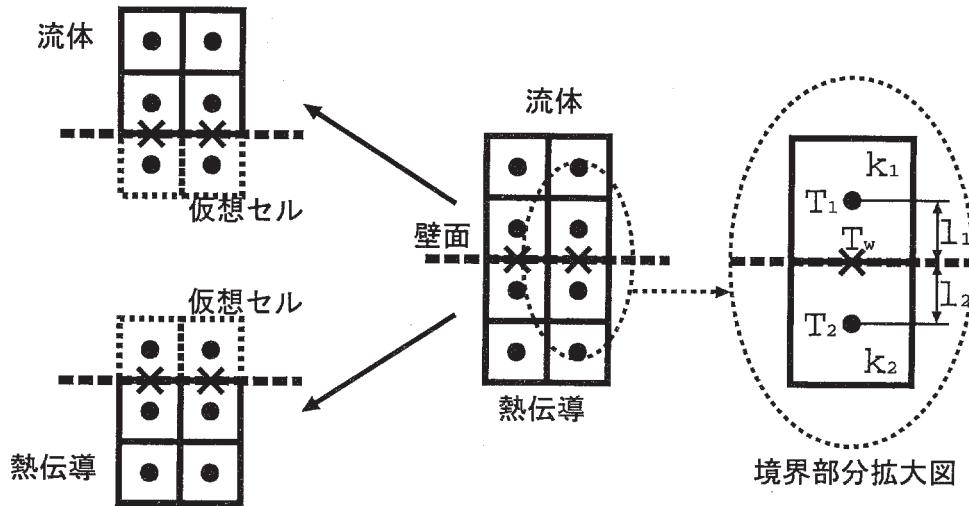 流体
仮想セル
仮想セル
熱伝導
流体
壁面
熱伝導
k₁
T₁
l₁
T_w
l₂
T₂
k₂
境界部分拡大図